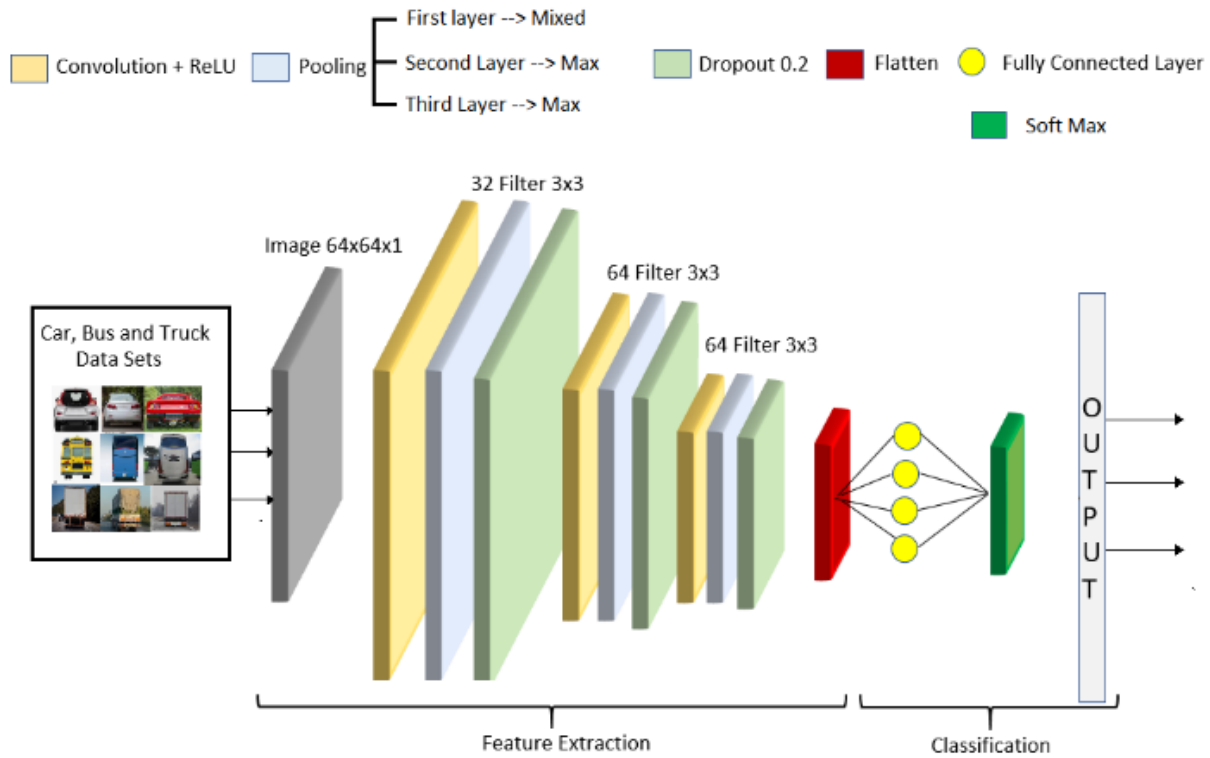 First layer --> Mixed
Convolution + ReLU
Pooling
Second Layer --> Max
Third Layer --> Max
Dropout 0.2
Flatten
Fully Connected Layer
Soft Max
32 Filter 3x3
Image 64x64x1
64 Filter 3x3
64 Filter 3x3
Car, Bus and Truck
Data Sets
OUTPUT
Feature Extraction
Classification